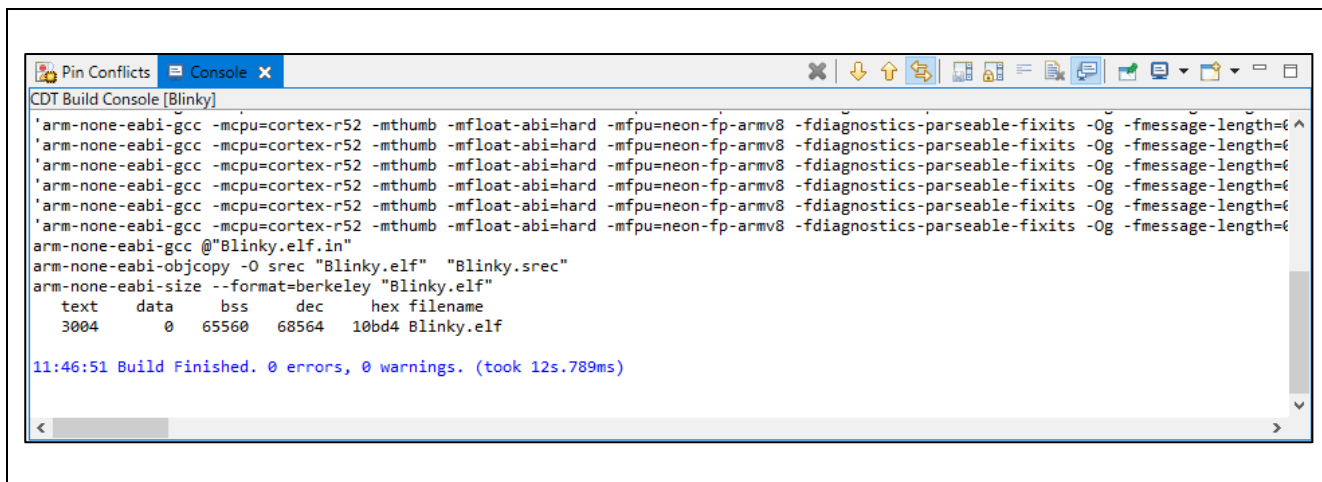 Pin Conflicts Console
CDT Build Console [Blinky]
'arm-none-eabi-gcc -mcpu=cortex-r52 -mthumb -mfloat-abi=hard -mfpu=neon-fp-armv8 -fdiagnostics-parseable-fixits -Og -fmessage-length=
'arm-none-eabi-gcc -mcpu=cortex-r52 -mthumb -mfloat-abi=hard -mfpu=neon-fp-armv8 -fdiagnostics-parseable-fixits -Og -fmessage-length=
'arm-none-eabi-gcc -mcpu=cortex-r52 -mthumb -mfloat-abi=hard -mfpu=neon-fp-armv8 -fdiagnostics-parseable-fixits -Og -fmessage-length=
'arm-none-eabi-gcc -mcpu=cortex-r52 -mthumb -mfloat-abi=hard -mfpu=neon-fp-armv8 -fdiagnostics-parseable-fixits -Og -fmessage-length=
'arm-none-eabi-gcc -mcpu=cortex-r52 -mthumb -mfloat-abi=hard -mfpu=neon-fp-armv8 -fdiagnostics-parseable-fixits -Og -fmessage-length=
'arm-none-eabi-gcc -mcpu=cortex-r52 -mthumb -mfloat-abi=hard -mfpu=neon-fp-armv8 -fdiagnostics-parseable-fixits -Og -fmessage-length=
arm-none-eabi-gcc @"Blinky.elf.in"
arm-none-eabi-objcopy -O srec "Blinky.elf"  "Blinky.srec"
arm-none-eabi-size --format=berkeley "Blinky.elf"
   text    data     bss     dec     hex filename
   3004       0   65560   68564   10bd4 Blinky.elf
11:46:51 Build Finished. 0 errors, 0 warnings. (took 12s.789ms)